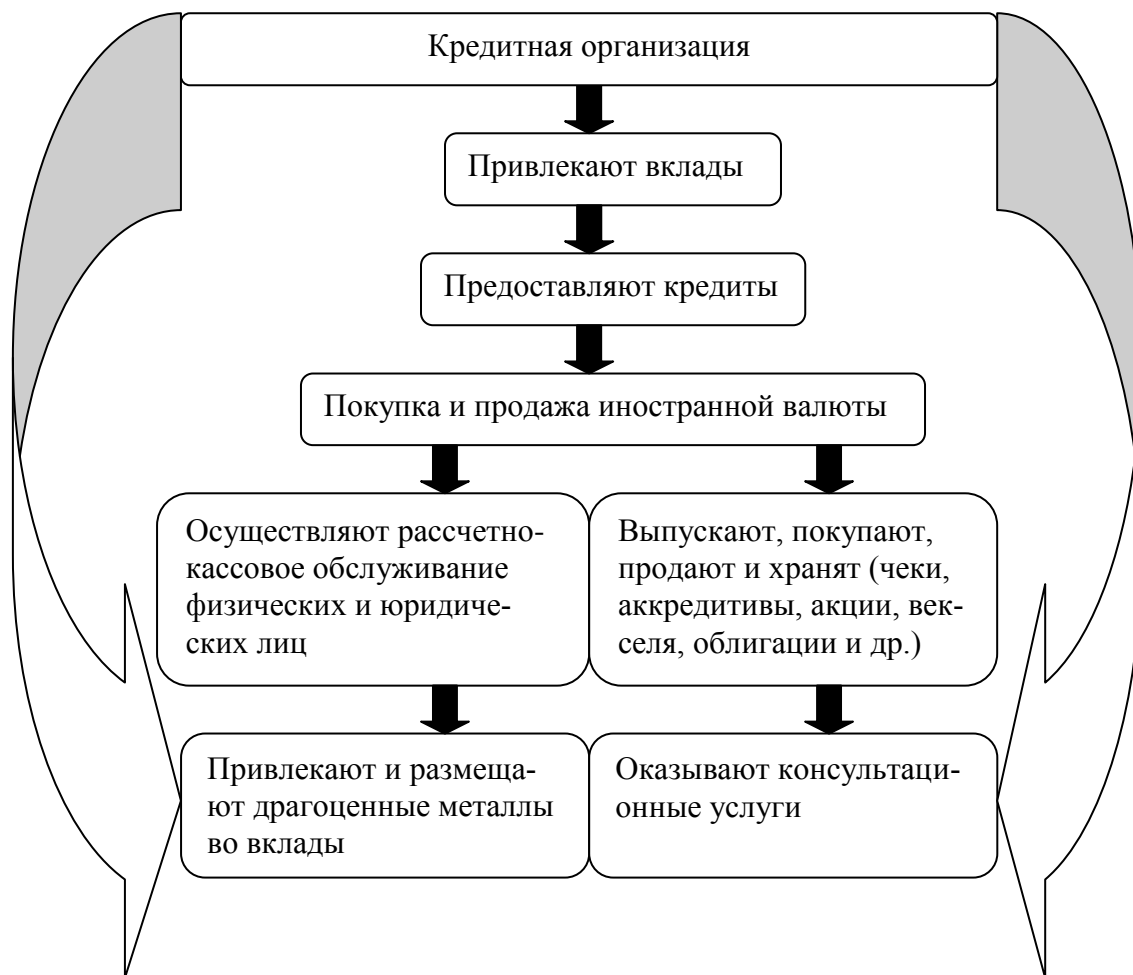 Кредитная организация
Привлекают вклады
Предоставляют кредиты
Покупка и продажа иностранной валюты
Осуществляют рассчетно-
кассовое обслуживание
физических и юридиче-
ских лиц
Выпускают, покупают,
продают и хранят (чеки,
аккредитивы, акции, век-
селя, облигации и др.)
Привлекают и размеща-
ют драгоценные металлы
во вклады
Оказывают консультаци-
онные услуги